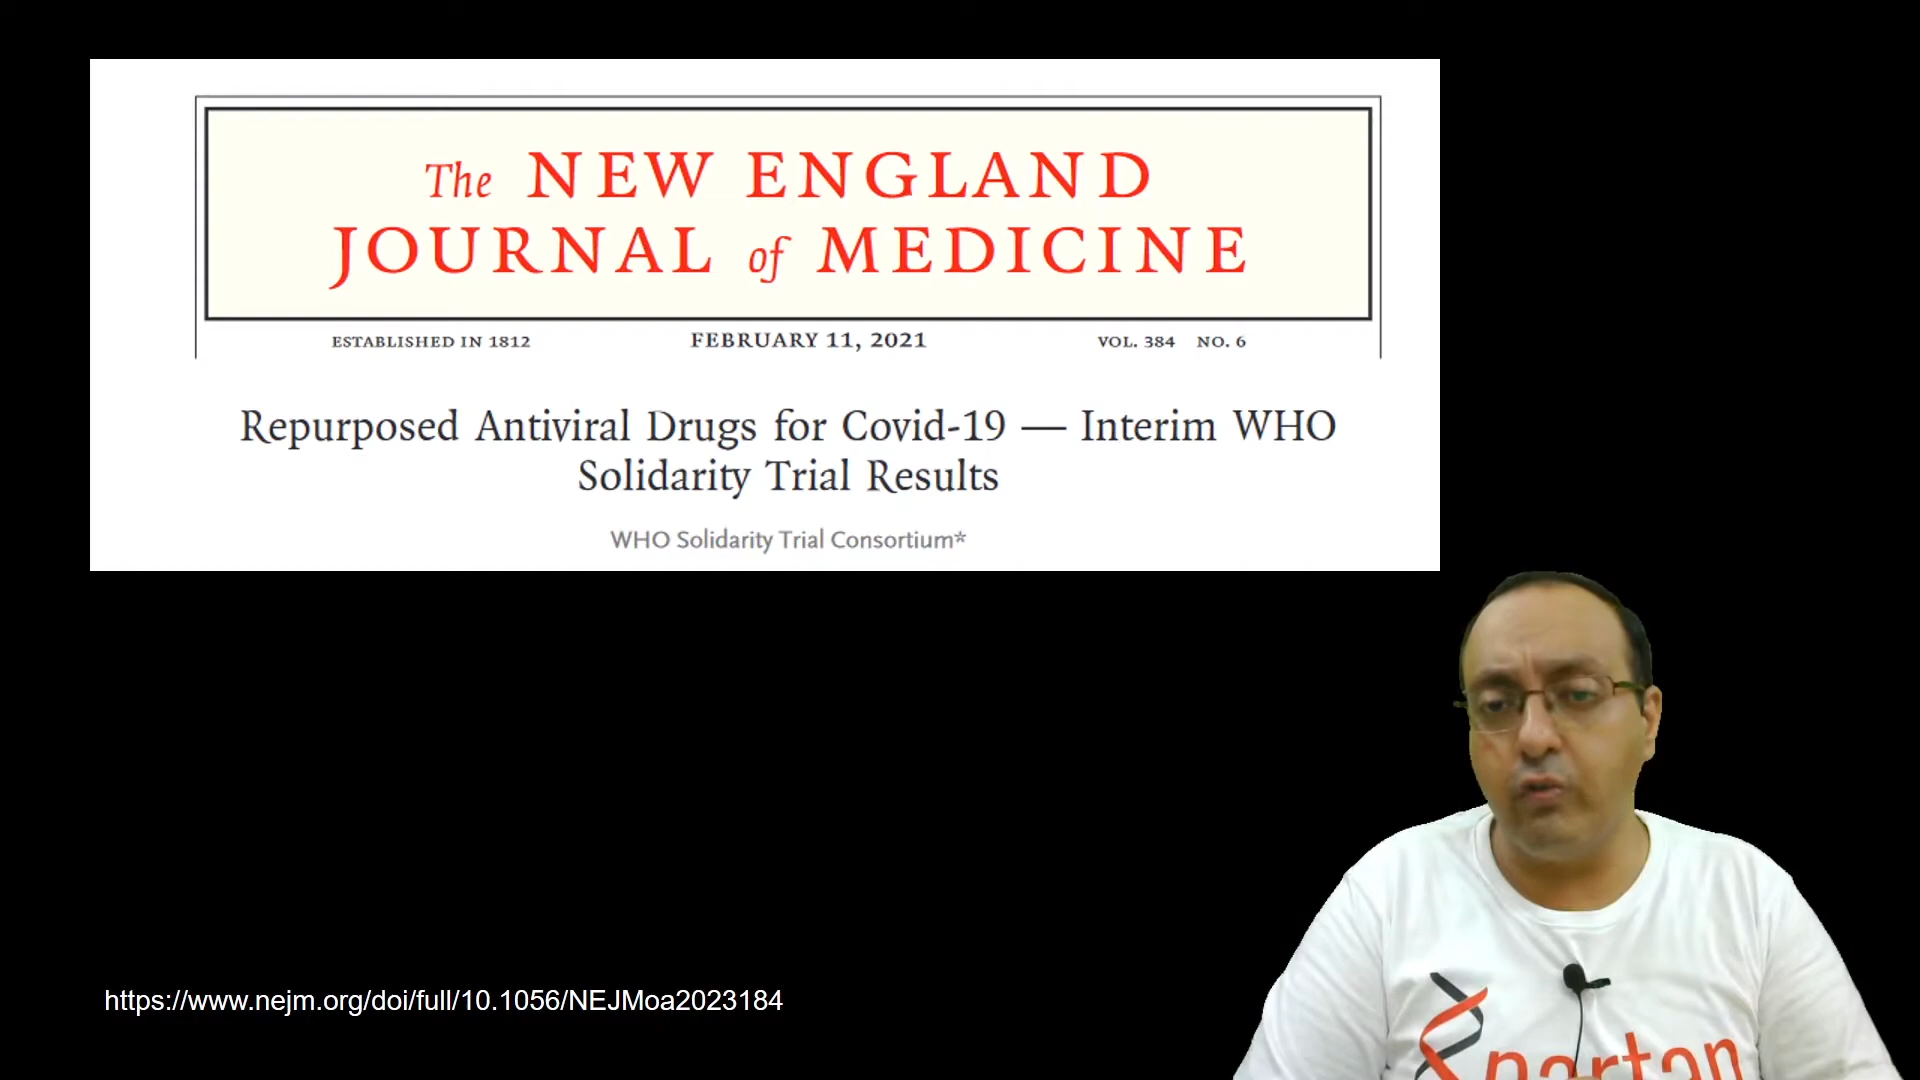 The NEW ENGLAND
JOURNAL of MEDICINE
ESTABLISHED IN 1812 FEBRUARY 11, 2021 VOL. 384 NO. 6
Repurposed Antiviral Drugs for Covid-19 — Interim WHO
Solidarity Trial Results
WHO Solidarity Trial Consortium*
https://www.nejm.org/doi/full/10.1056/NEJMoa2023184